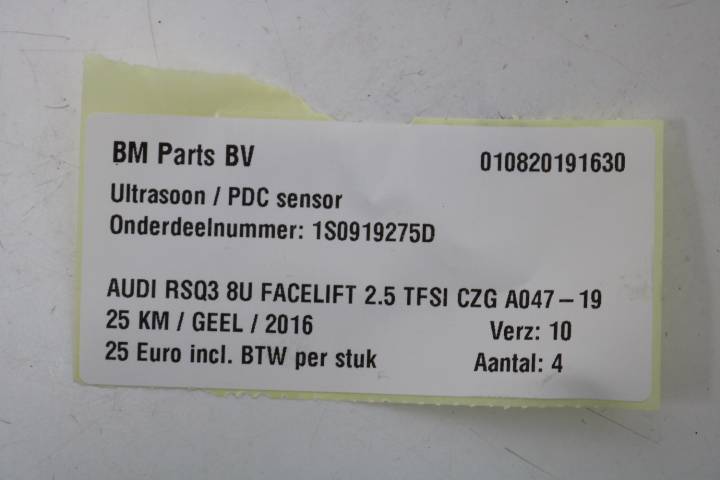 BM Parts BV 010820191630
Ultrasoon / PDC sensor
Onderdeelnummer: 1S0919275D
AUDI RSQ3 8U FACELIFT 2.5 TFSI CZG A047-19
25 KM / GEEL / 2016 Verz: 10
25 Euro incl. BTW per stuk Aantal: 4